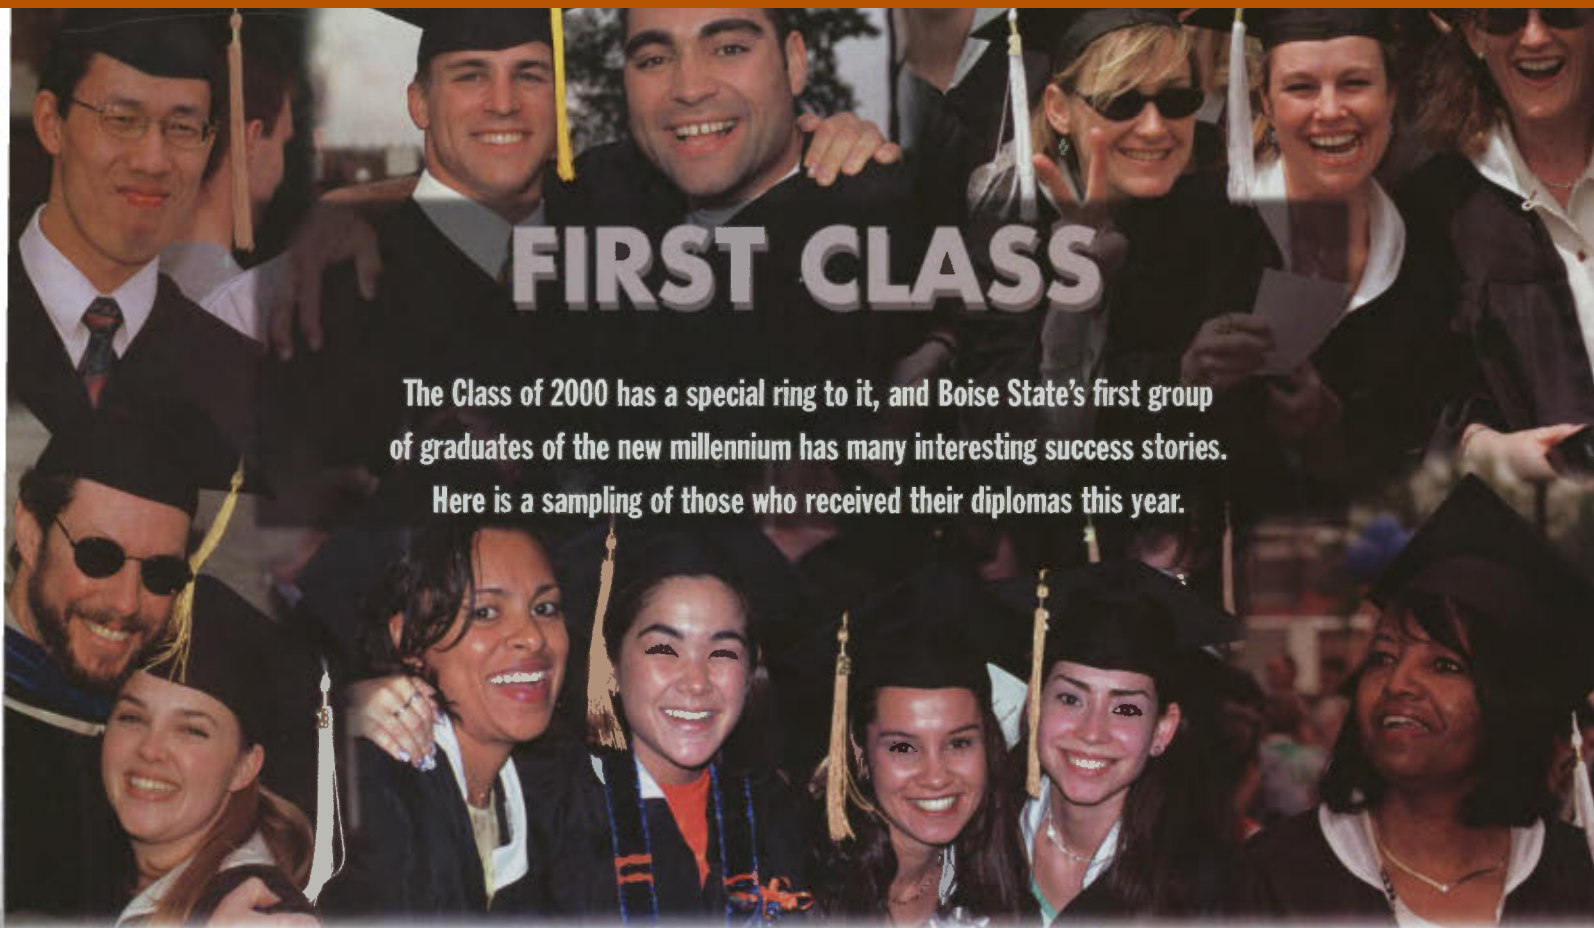 FIRST CLASS
The Class of 2000 has a special ring to it, and Boise State's first group
of graduates of the new millennium has many interesting success stories.
Here is a sampling of those who received their diplomas this year.